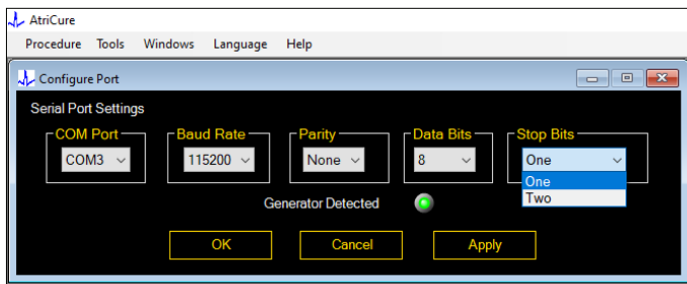 AtriCure
Procedure Tools Windows Language Help
Configure Port
Serial Port Settings
COM Port Baud Rate Parity Data Bits Stop Bits
COM3 115200 None 8 One
One
Two
Generator Detected
OK Cancel Apply